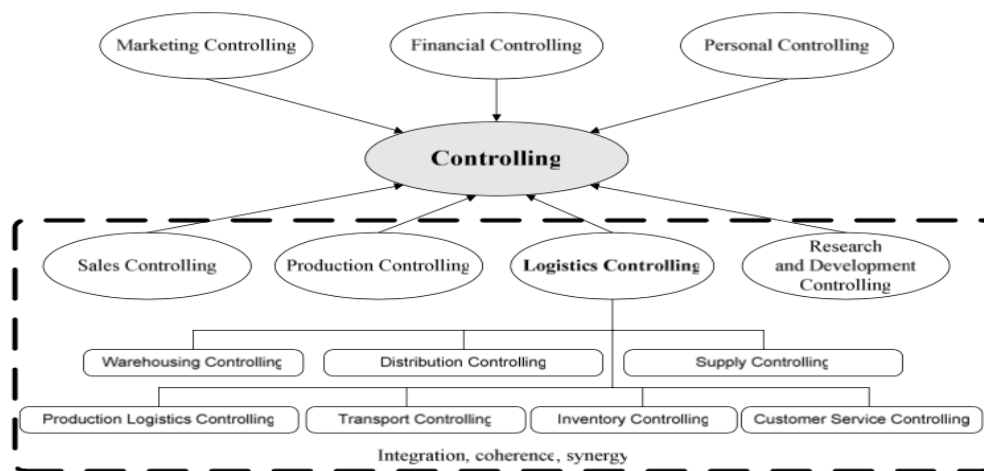 Marketing Controlling
Financial Controlling
Personal Controlling
Controlling
Sales Controlling
Production Controlling
Logistics Controlling
Research
and Development
Controlling
Warehousing Controlling
Distribution Controlling
Supply Controlling
Production Logistics Controlling
Transport Controlling
Inventory Controlling
Customer Service Controlling
Integration, coherence, synergy